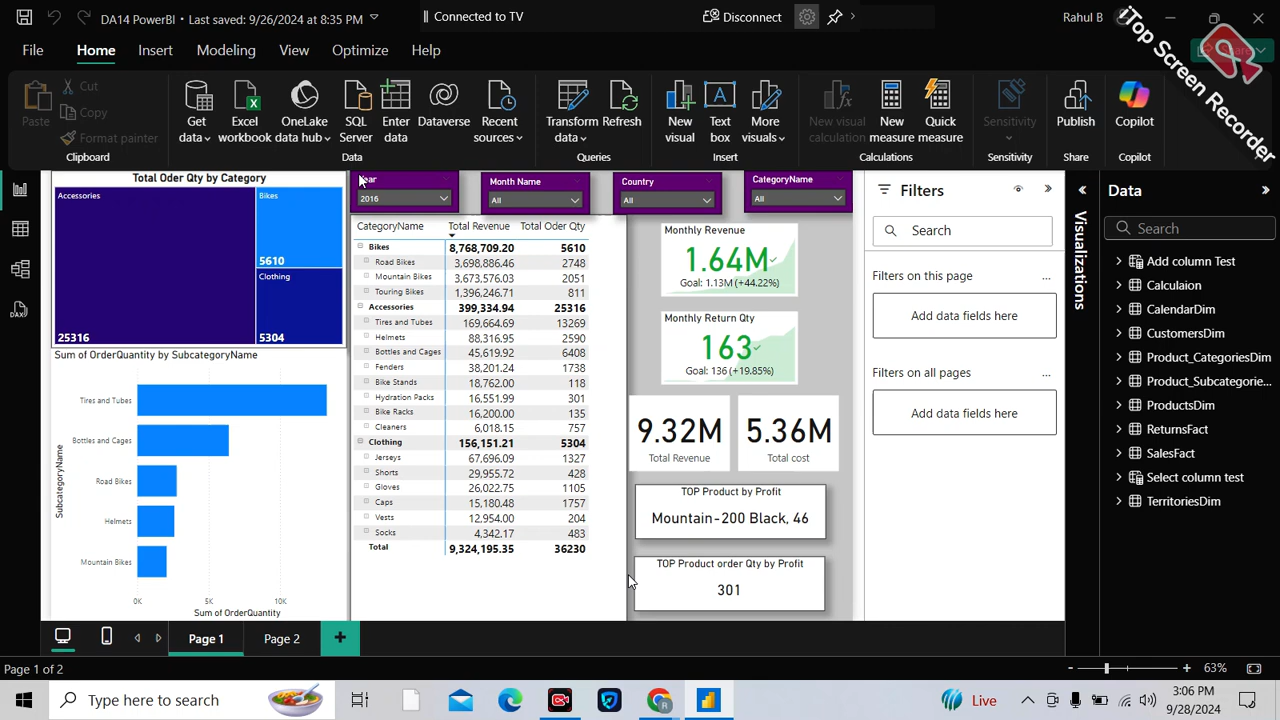 DA14 PowerBI • Last saved: 9/26/2024 at 8:35 PM
Connected to TV
Disconnect
Rahul B
iTop Screen Recorder
File Home Insert Modeling View Optimize Help
Paste
Cut
Copy
Format painter
Clipboard
Get data
Excel workbook
OneLake data hub
SQL Server
Enter data
Dataverse
Recent sources
Data
Transform data
Refresh
Queries
New visual
Text box
More visuals
Insert
New visual calculation
New measure
Quick measure
Calculations
Sensitivity
Sensitivity
Publish
Share
Copilot
Copilot
Total Oder Qty by Category
Accessories
25316
Bikes
5610
Clothing
5304
Sum of OrderQuantity by SubcategoryName
SubcategoryName
Tires and Tubes
Bottles and Cages
Road Bikes
Helmets
Mountain Bikes
0K 5K 10K
Sum of OrderQuantity
Year
2016
Month Name
All
Country
All
CategoryName
All
CategoryName Total Revenue Total Oder Qty
Bikes 8,768,709.20 5610
Road Bikes 3,698,886.46 2748
Mountain Bikes 3,673,576.03 2051
Touring Bikes 1,396,246.71 811
Accessories 399,334.94 25316
Tires and Tubes 169,664.69 13269
Helmets 88,316.95 2590
Bottles and Cages 45,619.92 6408
Fenders 38,201.24 1738
Bike Stands 18,762.00 118
Hydration Packs 16,551.99 301
Bike Racks 16,200.00 135
Cleaners 6,018.15 757
Clothing 156,151.21 5304
Jerseys 67,696.09 1327
Shorts 29,955.72 428
Gloves 26,022.75 1105
Caps 15,180.48 1757
Vests 12,954.00 204
Socks 4,342.17 483
Total 9,324,195.35 36230
Monthly Revenue
1.64M
Goal: 1.13M (+44.22%)
Monthly Return Qty
163
Goal: 136 (+19.85%)
9.32M
Total Revenue
5.36M
Total cost
TOP Product by Profit
Mountain-200 Black, 46
TOP Product order Qty by Profit
301
Filters
Search
Filters on this page
Add data fields here
Filters on all pages
Add data fields here
Visualizations
Data
Search
Add column Test
Calculaion
CalendarDim
CustomersDim
Product_CategoriesDim
Product_Subcategorie...
ProductsDim
ReturnsFact
SalesFact
Select column test
TerritoriesDim
Page 1
Page 2
Page 1 of 2
63%
Type here to search
Live
3:06 PM
9/28/2024